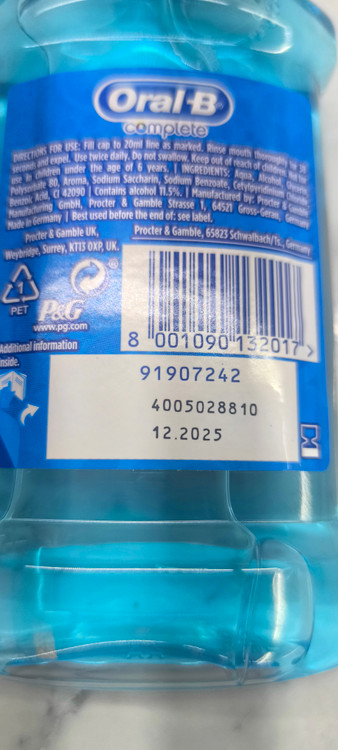 Oral-B
complete
DIRECTIONS FOR USE: Fill cap to 20ml line as marked. Rinse mouth thoroughly for 30
seconds and expel. Use twice daily. Do not swallow. Keep out of reach of children. Not for
use in children under the age of 6 years. | INGREDIENTS: Aqua, Alcohol, Glycerin,
Polysorbate 80, Aroma, Sodium Saccharin, Sodium Benzoate, Cetylpyridinium Chloride,
Benzoic Acid, CI 42090 | Contains alcohol 11.5%. | Manufactured by: Procter & Gamble
Manufacturing GmbH, Procter & Gamble Strasse 1, 64521 Gross-Gerau, Germany
Made in Germany | Best used before the end of: see label.
Procter & Gamble UK,
Weybridge, Surrey, KT13 0XP, UK.
Procter & Gamble, 65823 Schwalbach/Ts., Germany
1
PET
P&G
®
www.pg.com
Additional information
inside.
8 001090 132017 >
91907242
4005028810
12.2025